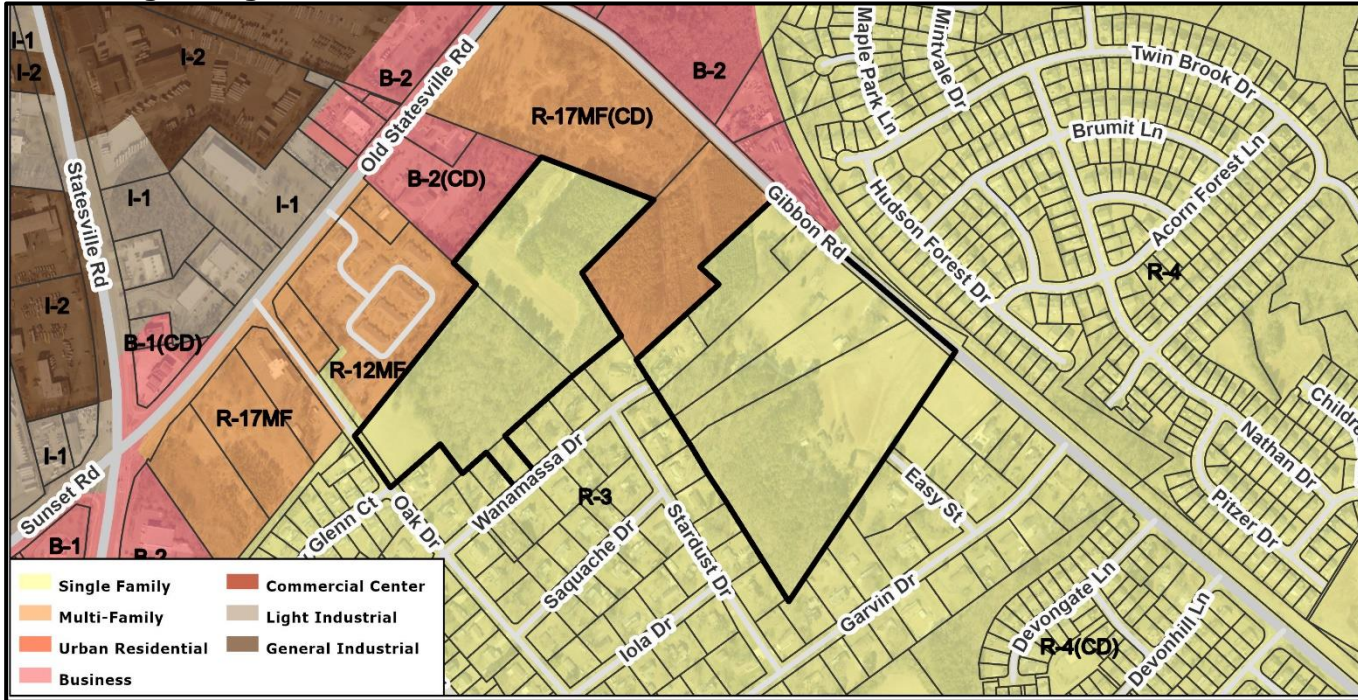 I-1
I-2
I-2
B-2
B-2
Old Statesville Rd
R-17MF(CD)
Maple Park Ln
Mintvale Dr
Twin Brook Dr
Brumit Ln
Acorn Forest Ln
Hudson Forest Dr
Statesville Rd
I-1
I-1
B-2(CD)
Gibbon Rd
R-4
I-2
B-1(CD)
R-12MF
R-17MF
I-1
Sunset Rd
B-1
B-2
Glenn Ct
Oak Dr
Wanamassa Dr
R-3
Saquache Dr
Stardust Dr
Iola Dr
Easy St
Garvin Dr
Nathan Dr
Pitzer Dr
Devongate Ln
R-4(CD)
Devonhill Ln
Single Family
Multi-Family
Urban Residential
Business
Commercial Center
Light Industrial
General Industrial